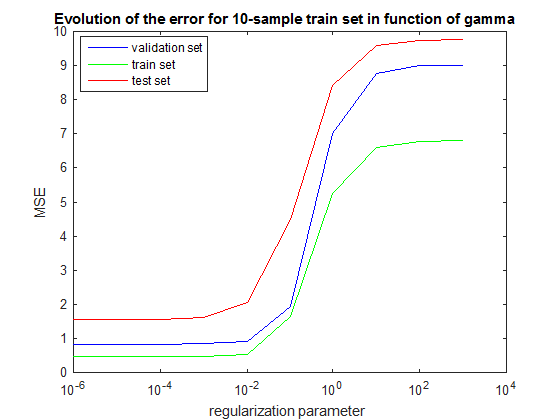 Evolution of the error for 10-sample train set in function of gamma
10
9
8
7
6
5
4
3
2
1
0
MSE
validation set
train set
test set
10^-6
10^-4
10^-2
10^0
10^2
10^4
regularization parameter